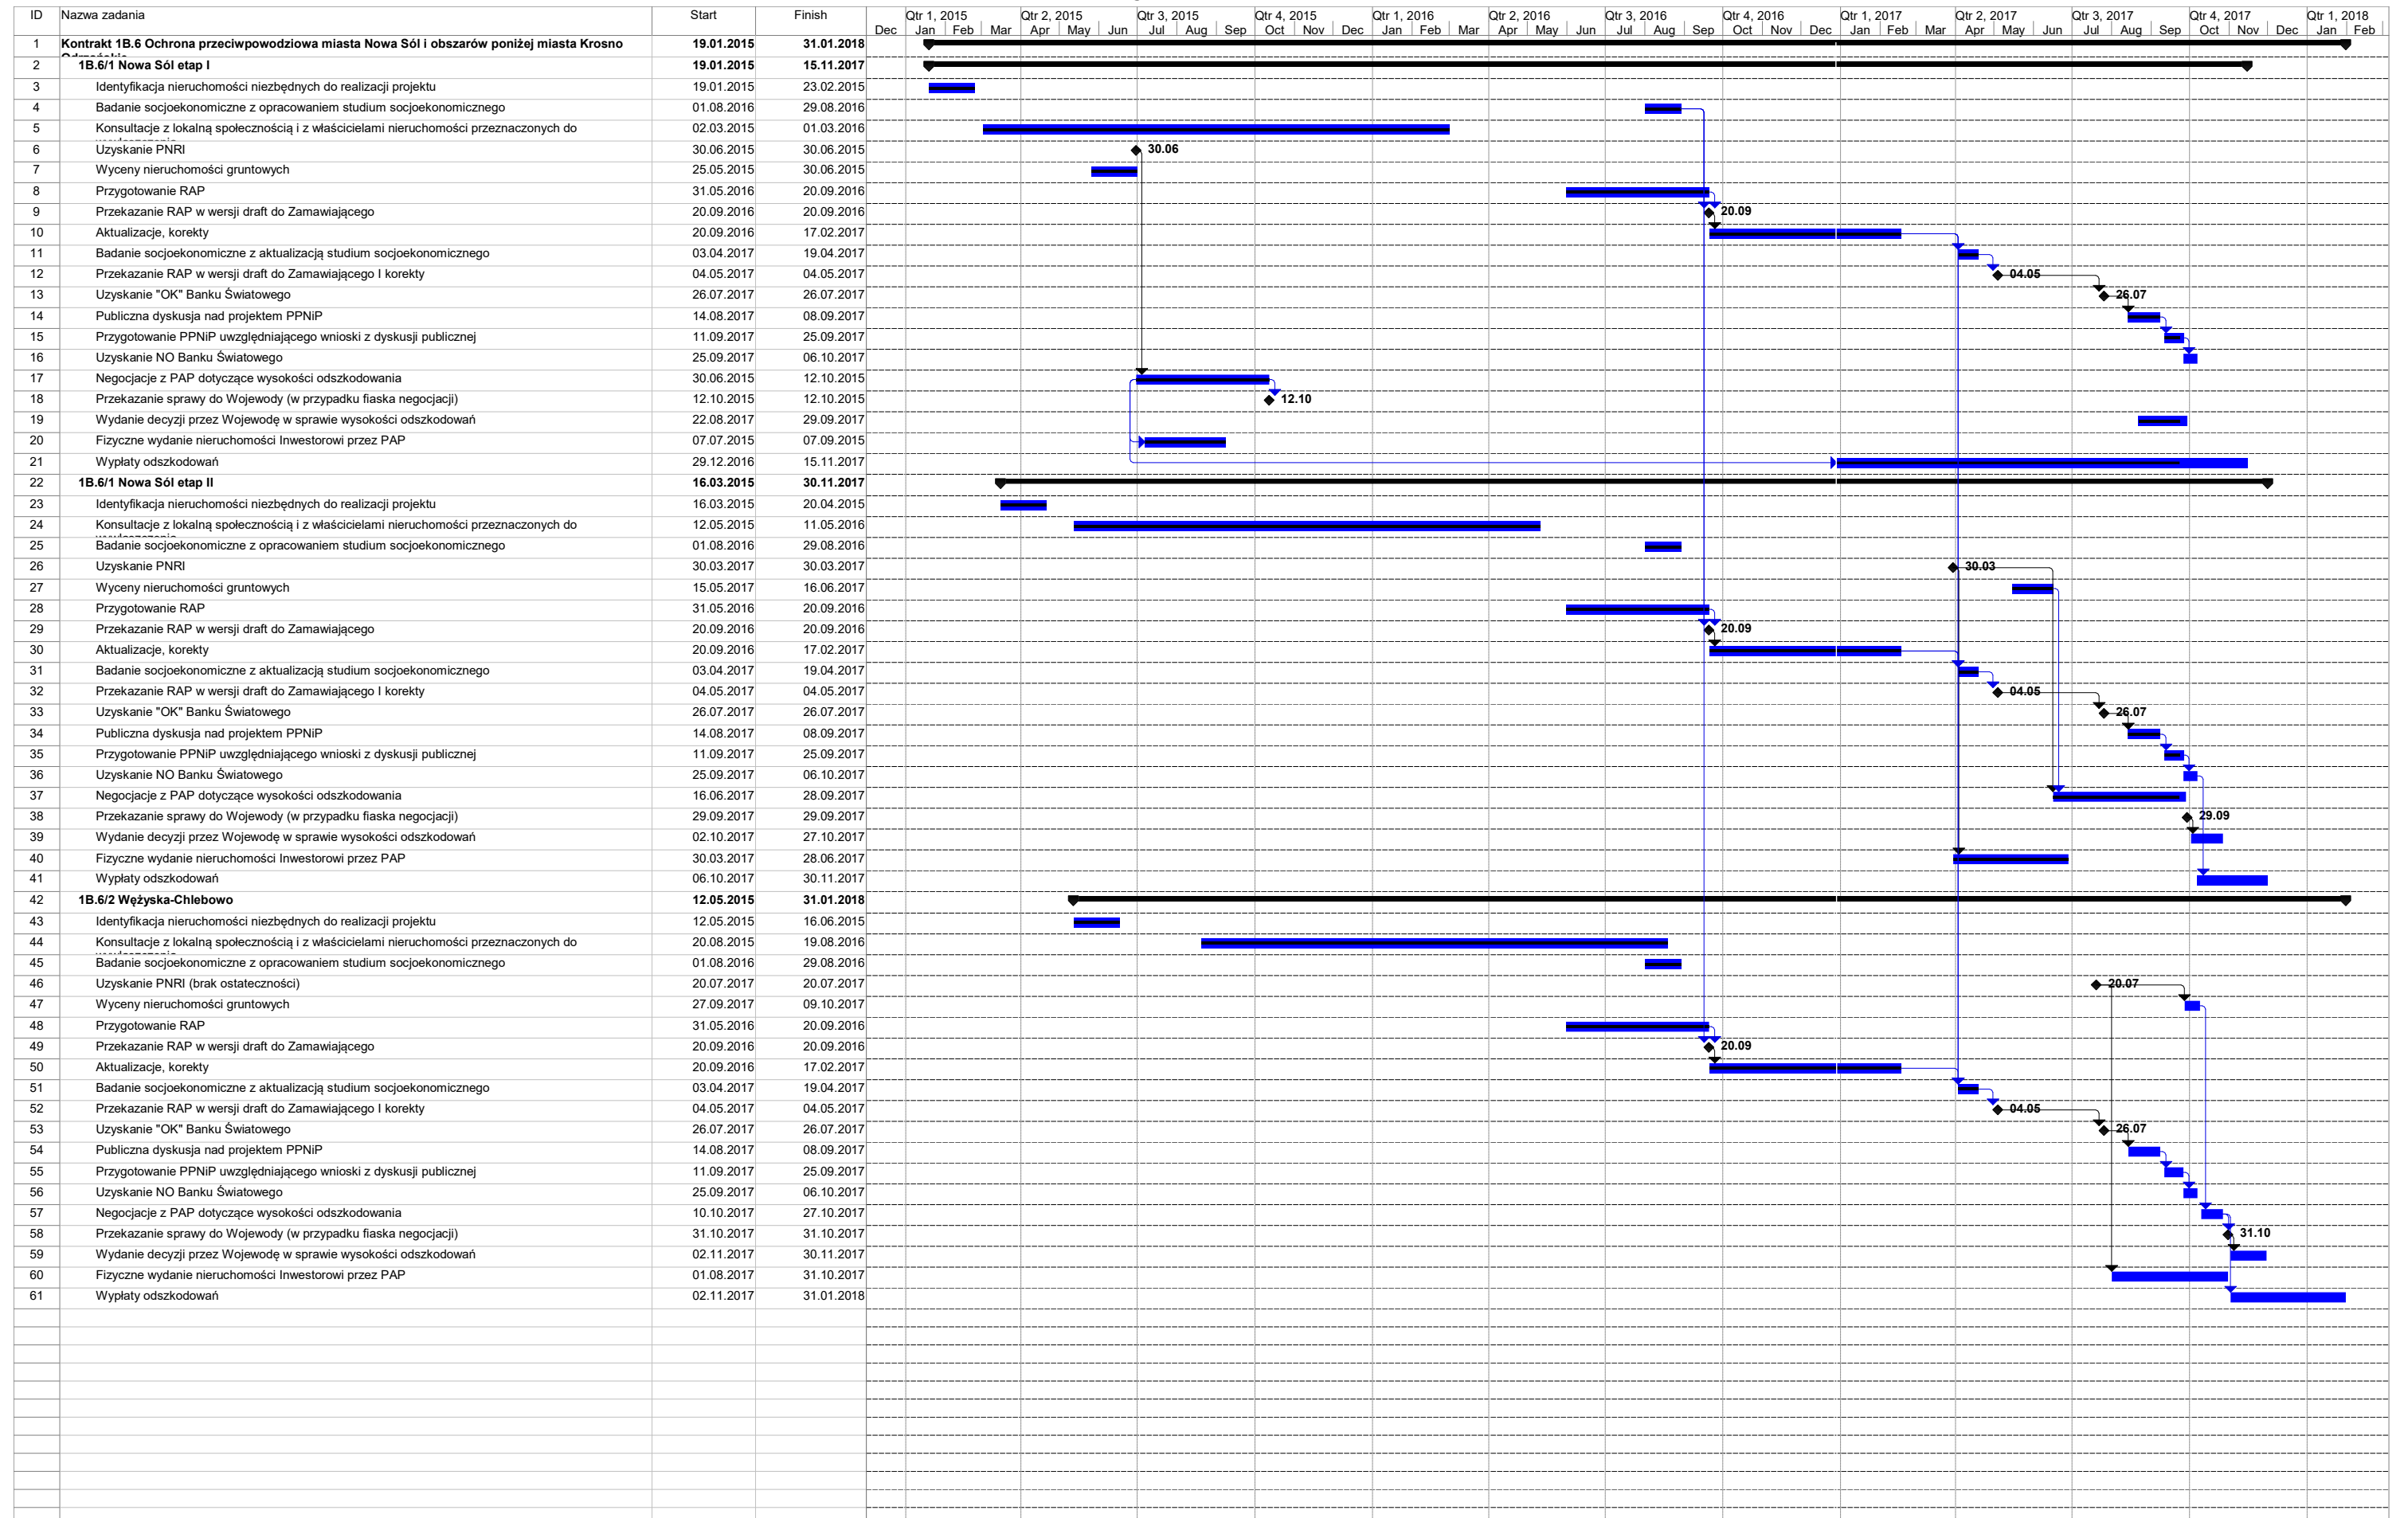 ID Nazwa zadania Start Finish Qtr 1, 2015 Qtr 2, 2015 Qtr 3, 2015 Qtr 4, 2015 Qtr 1, 2016 Qtr 2, 2016 Qtr 3, 2016 Qtr 4, 2016 Qtr 1, 2017 Qtr 2, 2017 Qtr 3, 2017 Qtr 4, 2017 Qtr 1, 2018
Dec Jan Feb Mar Apr May Jun Jul Aug Sep Oct Nov Dec Jan Feb Mar Apr May Jun Jul Aug Sep Oct Nov Dec Jan Feb Mar Apr May Jun Jul Aug Sep Oct Nov Dec Jan Feb
1 Kontrakt 1B.6 Ochrona przeciwpowodziowa miasta Nowa Sól i obszarów poniżej miasta Krosno 19.01.2015 31.01.2018
2 1B.6/1 Nowa Sól etap I 19.01.2015 15.11.2017
3 Identyfikacja nieruchomości niezbędnych do realizacji projektu 19.01.2015 23.02.2015
4 Badanie socjoekonomiczne z opracowaniem studium socjoekonomicznego 01.08.2016 29.08.2016
5 Konsultacje z lokalną społecznością i z właścicielami nieruchomości przeznaczonych do 02.03.2015 01.03.2016
6 Uzyskanie PNRI 30.06.2015 30.06.2015 30.06
7 Wyceny nieruchomości gruntowych 25.05.2015 30.06.2015
8 Przygotowanie RAP 31.05.2016 20.09.2016
9 Przekazanie RAP w wersji draft do Zamawiającego 20.09.2016 20.09.2016 20.09
10 Aktualizacje, korekty 20.09.2016 17.02.2017
11 Badanie socjoekonomiczne z aktualizacją studium socjoekonomicznego 03.04.2017 19.04.2017
12 Przekazanie RAP w wersji draft do Zamawiającego I korekty 04.05.2017 04.05.2017 04.05
13 Uzyskanie "OK" Banku Światowego 26.07.2017 26.07.2017 26.07
14 Publiczna dyskusja nad projektem PPNiP 14.08.2017 08.09.2017
15 Przygotowanie PPNiP uwzględniającego wnioski z dyskusji publicznej 11.09.2017 25.09.2017
16 Uzyskanie NO Banku Światowego 25.09.2017 06.10.2017
17 Negocjacje z PAP dotyczące wysokości odszkodowania 30.06.2015 12.10.2015
18 Przekazanie sprawy do Wojewody (w przypadku fiaska negocjacji) 12.10.2015 12.10.2015 12.10
19 Wydanie decyzji przez Wojewodę w sprawie wysokości odszkodowań 22.08.2017 29.09.2017
20 Fizyczne wydanie nieruchomości Inwestorowi przez PAP 07.07.2015 07.09.2015
21 Wypłaty odszkodowań 29.12.2016 15.11.2017
22 1B.6/1 Nowa Sól etap II 16.03.2015 30.11.2017
23 Identyfikacja nieruchomości niezbędnych do realizacji projektu 16.03.2015 20.04.2015
24 Konsultacje z lokalną społecznością i z właścicielami nieruchomości przeznaczonych do 12.05.2015 11.05.2016
25 Badanie socjoekonomiczne z opracowaniem studium socjoekonomicznego 01.08.2016 29.08.2016
26 Uzyskanie PNRI 30.03.2017 30.03.2017 30.03
27 Wyceny nieruchomości gruntowych 15.05.2017 16.06.2017
28 Przygotowanie RAP 31.05.2016 20.09.2016
29 Przekazanie RAP w wersji draft do Zamawiającego 20.09.2016 20.09.2016 20.09
30 Aktualizacje, korekty 20.09.2016 17.02.2017
31 Badanie socjoekonomiczne z aktualizacją studium socjoekonomicznego 03.04.2017 19.04.2017
32 Przekazanie RAP w wersji draft do Zamawiającego I korekty 04.05.2017 04.05.2017 04.05
33 Uzyskanie "OK" Banku Światowego 26.07.2017 26.07.2017 26.07
34 Publiczna dyskusja nad projektem PPNiP 14.08.2017 08.09.2017
35 Przygotowanie PPNiP uwzględniającego wnioski z dyskusji publicznej 11.09.2017 25.09.2017
36 Uzyskanie NO Banku Światowego 25.09.2017 06.10.2017
37 Negocjacje z PAP dotyczące wysokości odszkodowania 16.06.2017 28.09.2017
38 Przekazanie sprawy do Wojewody (w przypadku fiaska negocjacji) 29.09.2017 29.09.2017 29.09
39 Wydanie decyzji przez Wojewodę w sprawie wysokości odszkodowań 02.10.2017 27.10.2017
40 Fizyczne wydanie nieruchomości Inwestorowi przez PAP 30.03.2017 28.06.2017
41 Wypłaty odszkodowań 06.10.2017 30.11.2017
42 1B.6/2 Wężyska-Chlebowo 12.05.2015 31.01.2018
43 Identyfikacja nieruchomości niezbędnych do realizacji projektu 12.05.2015 16.06.2015
44 Konsultacje z lokalną społecznością i z właścicielami nieruchomości przeznaczonych do 20.08.2015 19.08.2016
45 Badanie socjoekonomiczne z opracowaniem studium socjoekonomicznego 01.08.2016 29.08.2016
46 Uzyskanie PNRI (brak ostateczności) 20.07.2017 20.07.2017 20.07
47 Wyceny nieruchomości gruntowych 27.09.2017 09.10.2017
48 Przygotowanie RAP 31.05.2016 20.09.2016
49 Przekazanie RAP w wersji draft do Zamawiającego 20.09.2016 20.09.2016 20.09
50 Aktualizacje, korekty 20.09.2016 17.02.2017
51 Badanie socjoekonomiczne z aktualizacją studium socjoekonomicznego 03.04.2017 19.04.2017
52 Przekazanie RAP w wersji draft do Zamawiającego I korekty 04.05.2017 04.05.2017 04.05
53 Uzyskanie "OK" Banku Światowego 26.07.2017 26.07.2017 26.07
54 Publiczna dyskusja nad projektem PPNiP 14.08.2017 08.09.2017
55 Przygotowanie PPNiP uwzględniającego wnioski z dyskusji publicznej 11.09.2017 25.09.2017
56 Uzyskanie NO Banku Światowego 25.09.2017 06.10.2017
57 Negocjacje z PAP dotyczące wysokości odszkodowania 10.10.2017 27.10.2017
58 Przekazanie sprawy do Wojewody (w przypadku fiaska negocjacji) 31.10.2017 31.10.2017 31.10
59 Wydanie decyzji przez Wojewodę w sprawie wysokości odszkodowań 02.11.2017 30.11.2017
60 Fizyczne wydanie nieruchomości Inwestorowi przez PAP 01.08.2017 31.10.2017
61 Wypłaty odszkodowań 02.11.2017 31.01.2018